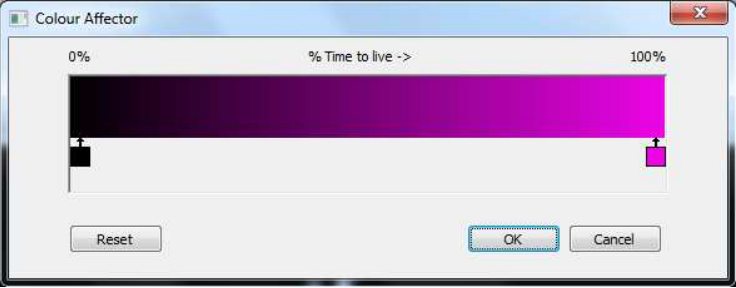 Colour Affector
0% % Time to live -> 100%
Reset OK Cancel